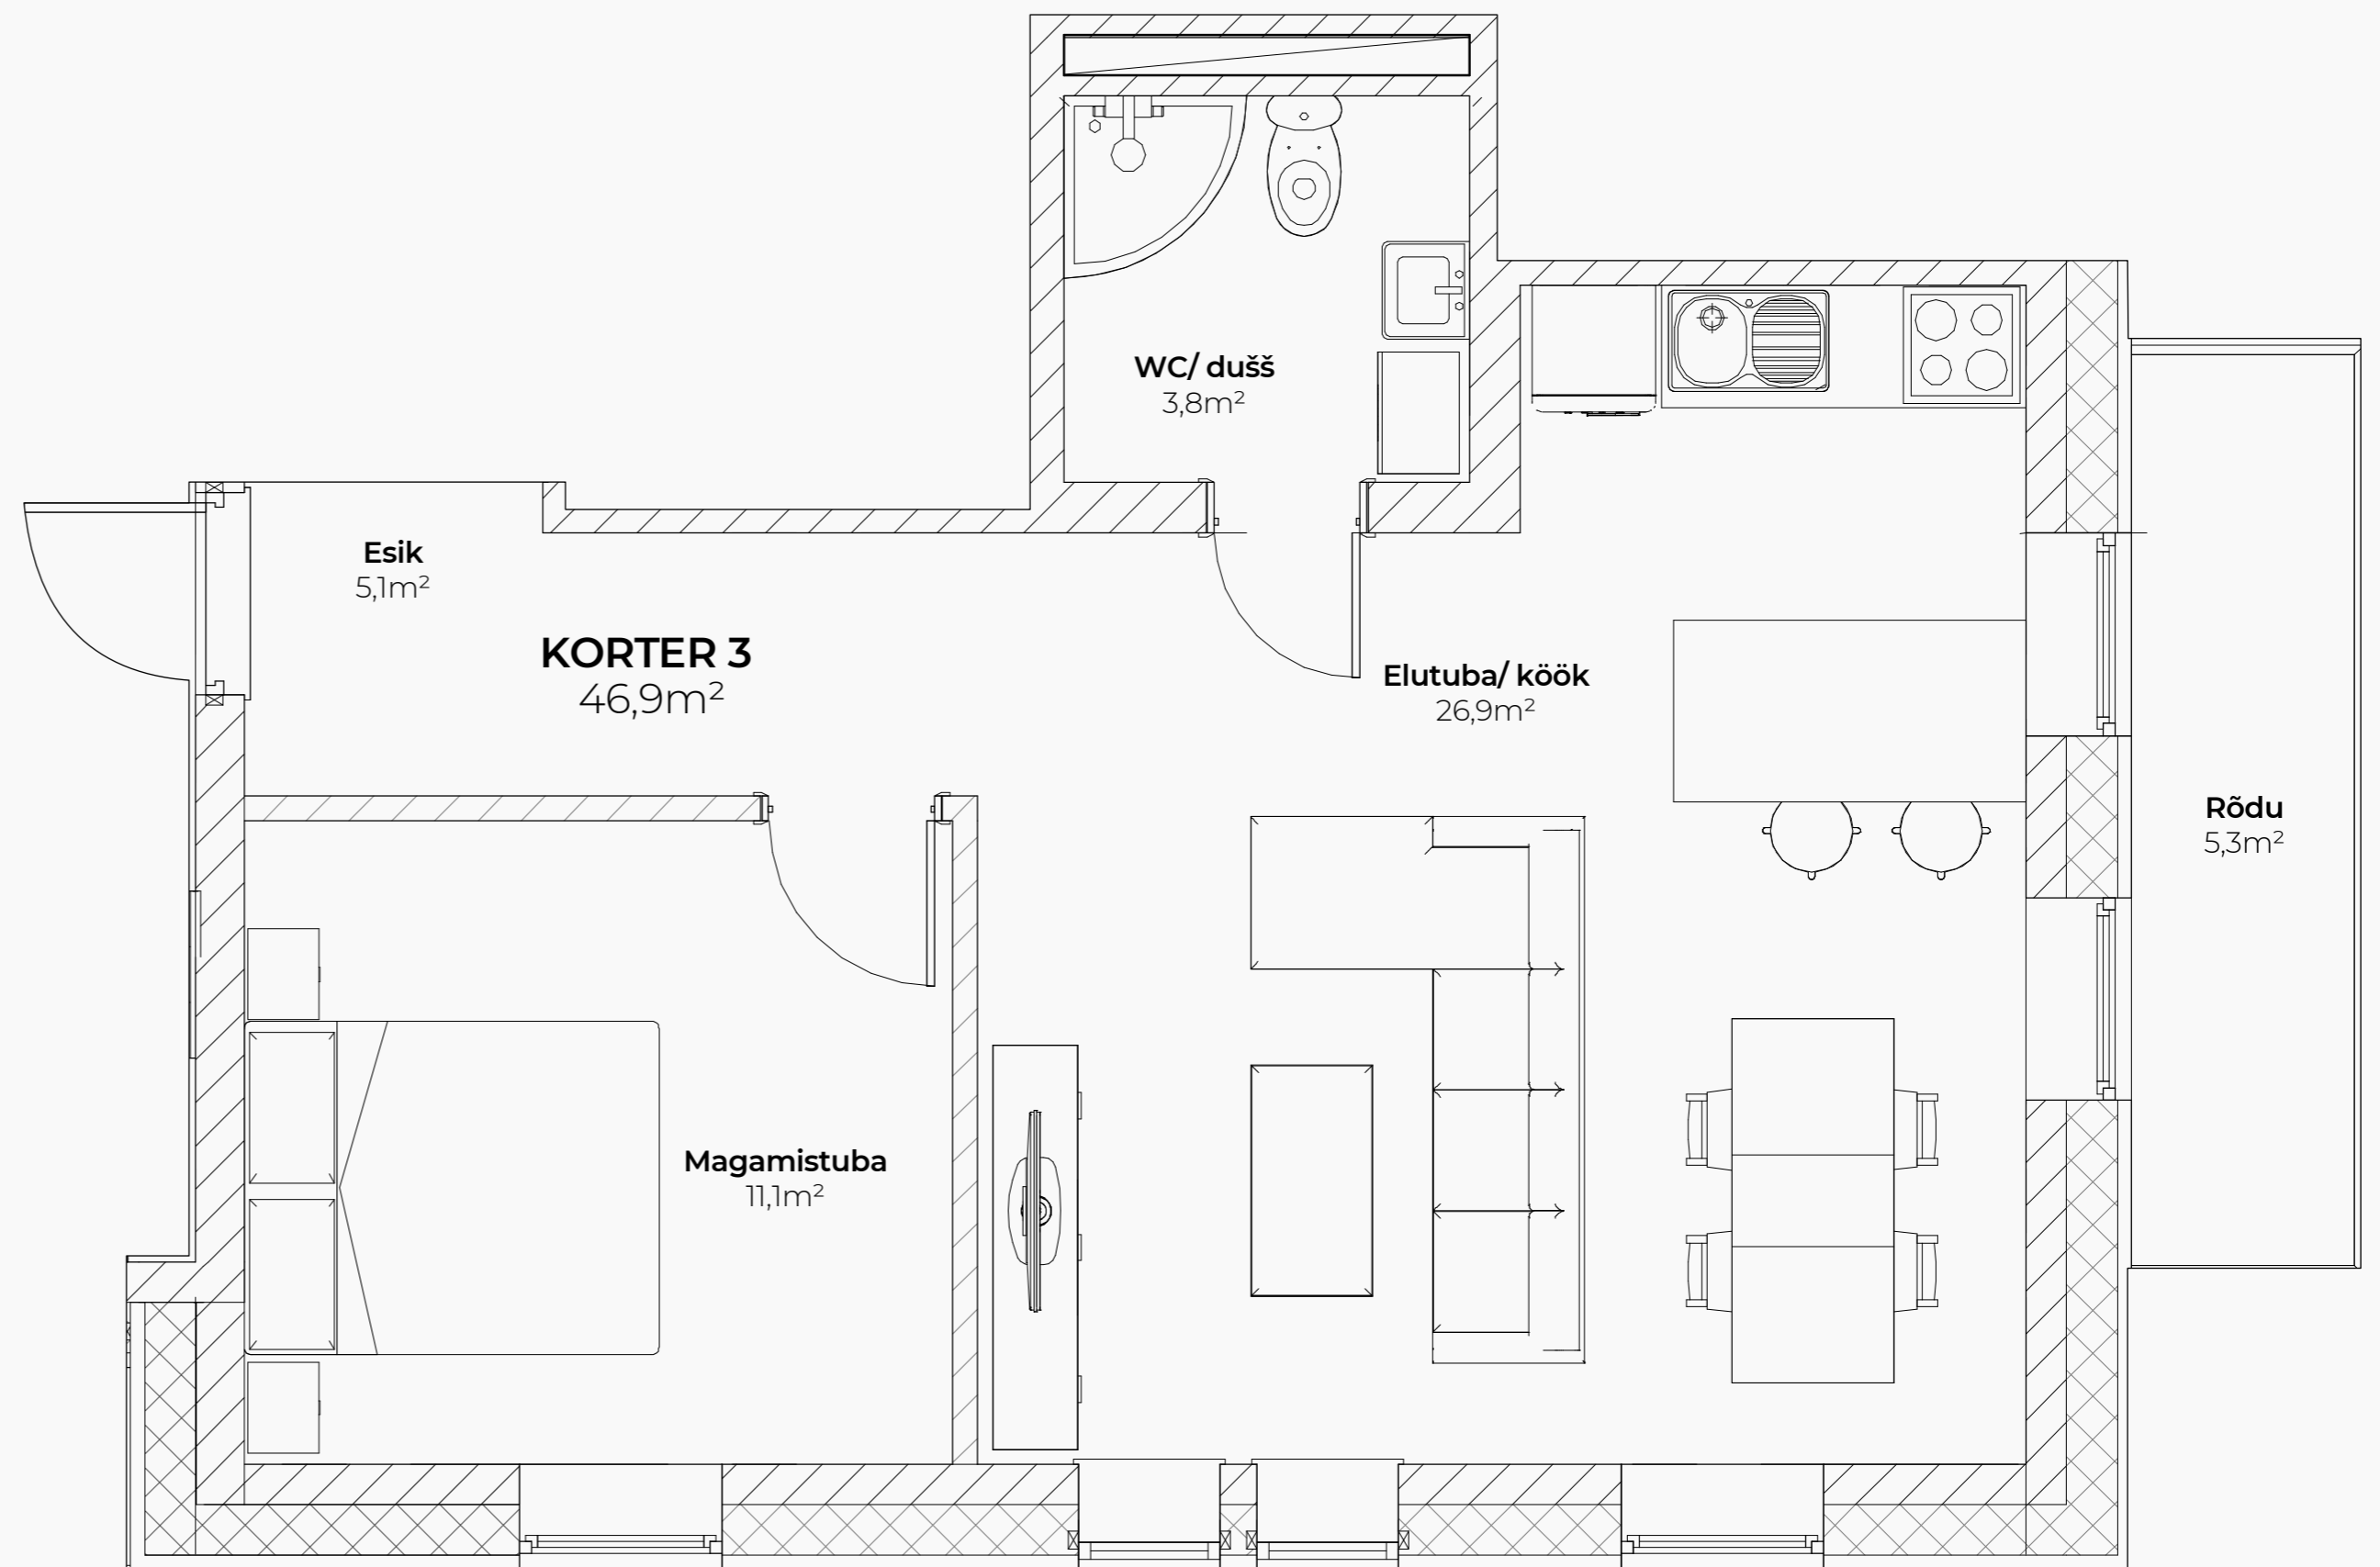 WC/ dušš
3,8m²
Esik
5,1m²
KORTER 3
46,9m²
Elutuba/ köök
26,9m²
Rõdu
5,3m²
Magamistuba
11,1m²